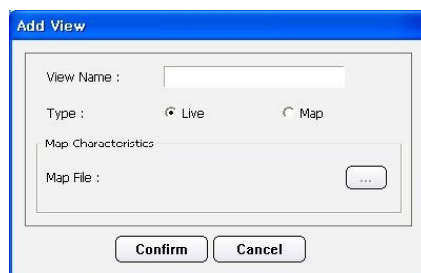 Add View
View Name :
Type : Live Map
Map Characteristics
Map File : ...
Confirm Cancel